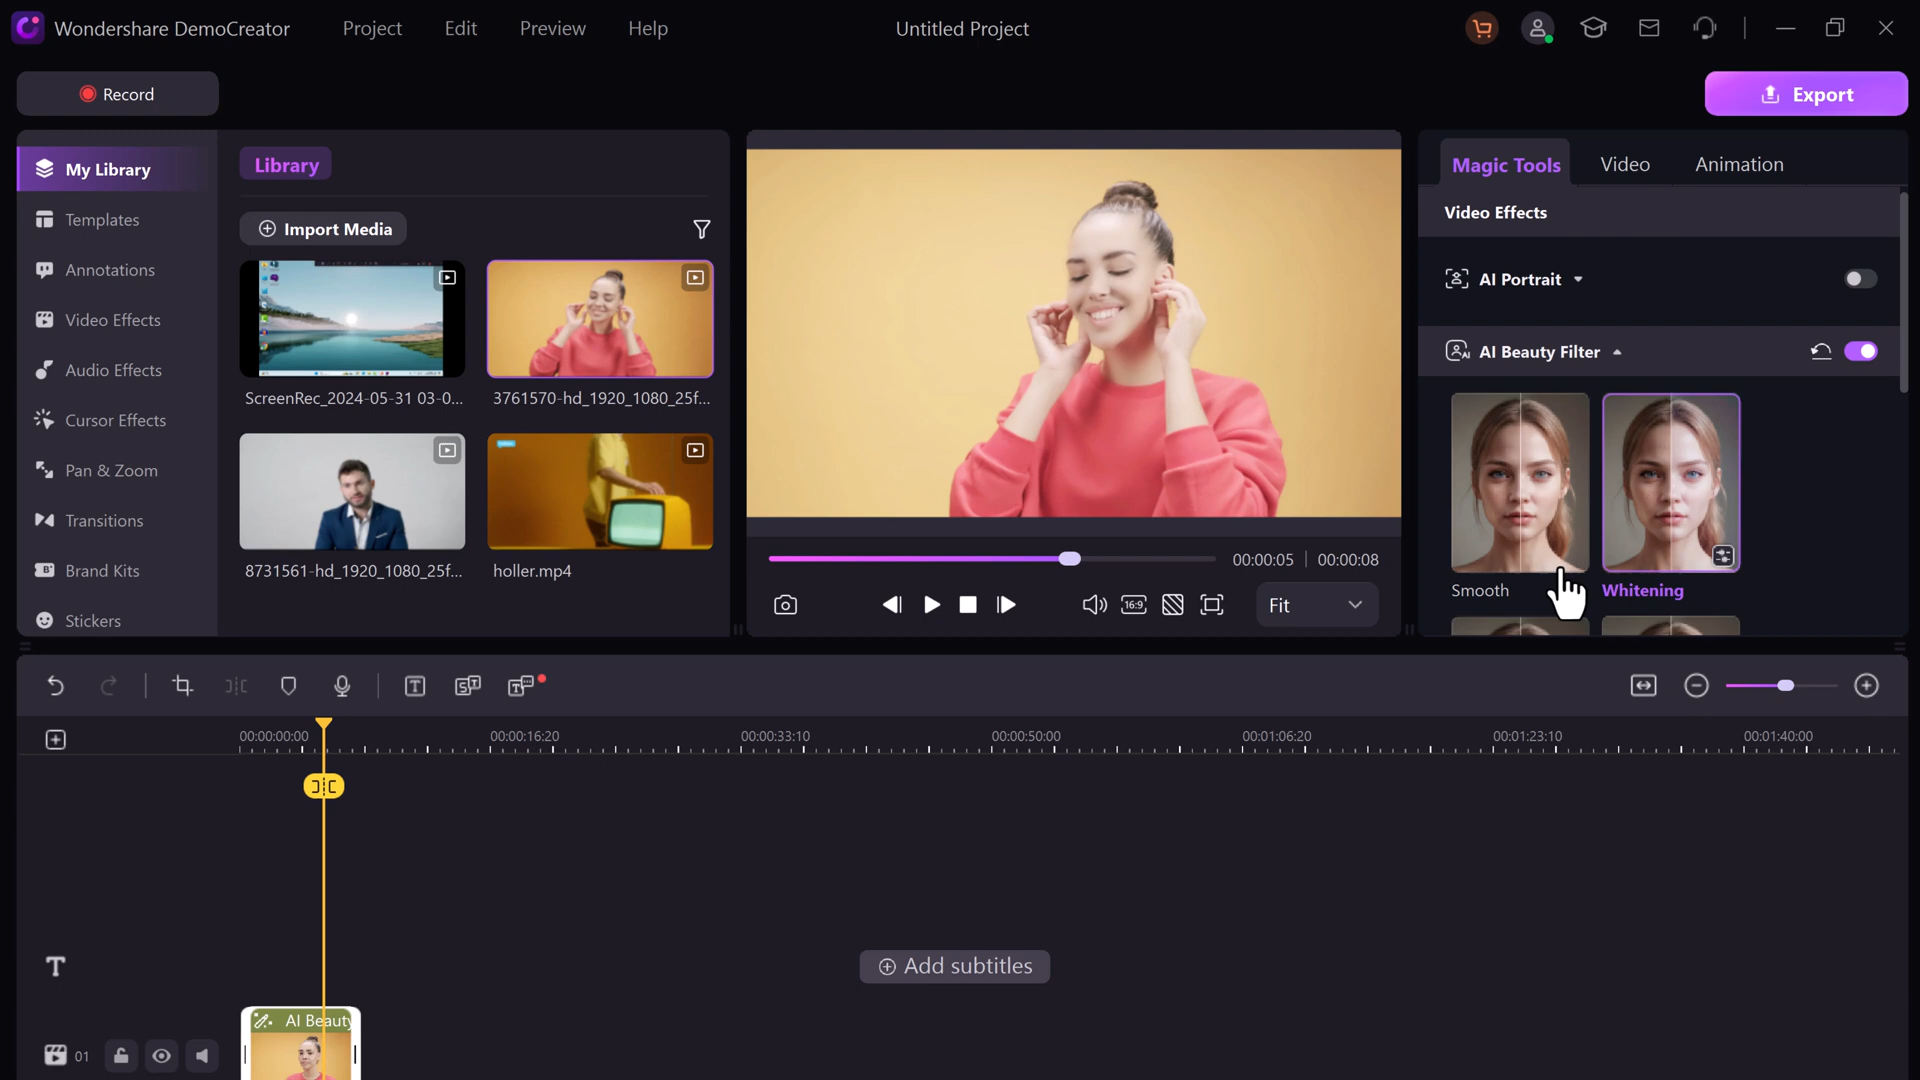 Wondershare DemoCreator
Project
Edit
Preview
Help
Untitled Project
Record
Export
My Library
Templates
Annotations
Video Effects
Audio Effects
Cursor Effects
Pan & Zoom
Transitions
Brand Kits
Stickers
Library
Import Media
ScreenRec_2024-05-31 03-0...
3761570-hd_1920_1080_25f...
8731561-hd_1920_1080_25f...
holler.mp4
00:00:05 | 00:00:08
16:9
Fit
Magic Tools
Video
Animation
Video Effects
AI Portrait
AI Beauty Filter
Smooth
Whitening
00:00:00:00
00:00:16:20
00:00:33:10
00:00:50:00
00:01:06:20
00:01:23:10
00:01:40:00
Add subtitles
AI Beauty
01